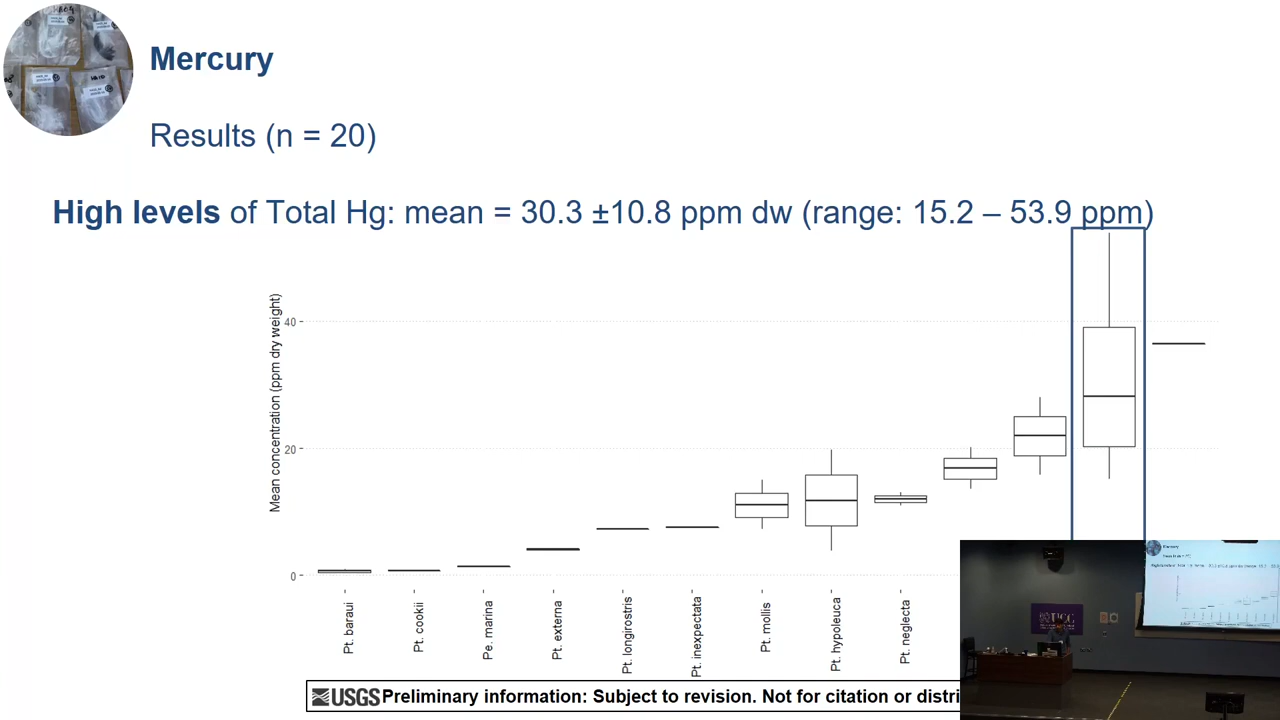 Mercury
Results (n = 20)
High levels of Total Hg: mean = 30.3 ±10.8 ppm dw (range: 15.2 – 53.9 ppm)
Mean concentration (ppm dry weight)
40
20
0
Pt. baraui
Pt. cookii
Pe. marina
Pt. externa
Pt. longirostris
Pt. inexpectata
Pt. mollis
Pt. hypoleuca
Pt. neglecta
USGS Preliminary information: Subject to revision. Not for citation or distri
UCC
Mercury